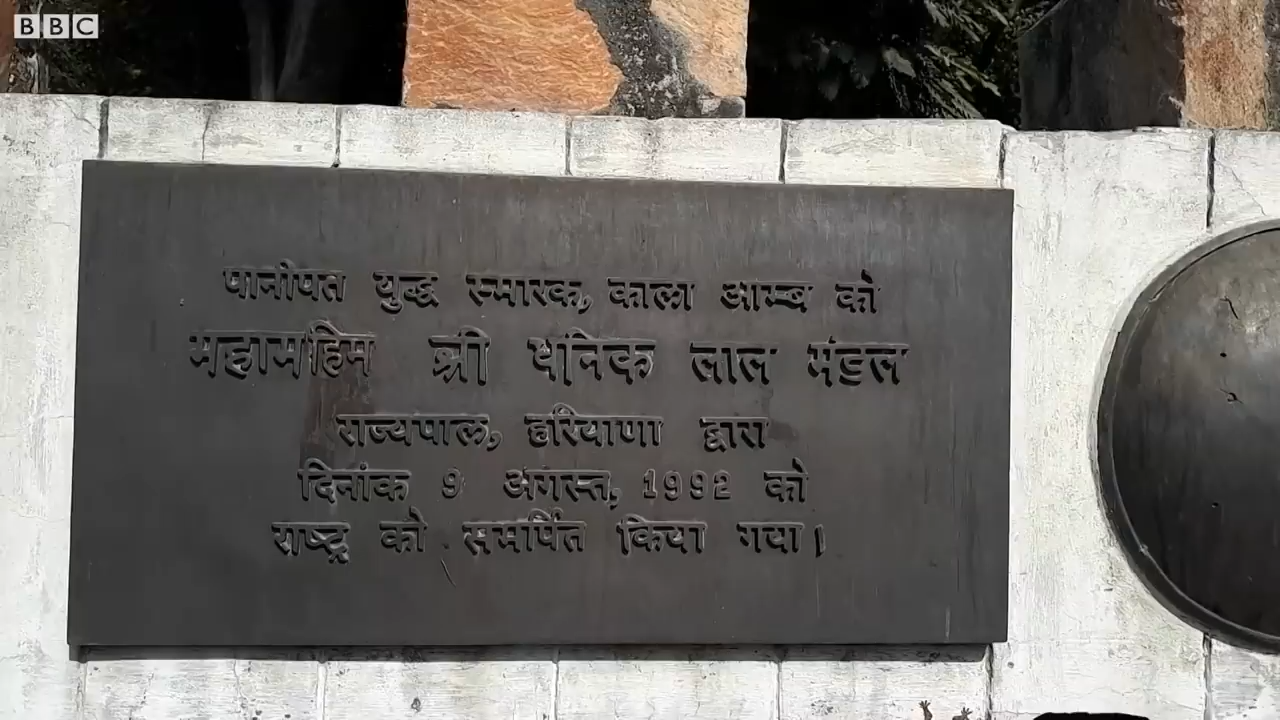 BBC
पानीपत युद्ध स्मारक, काला आम्ब को
महामहिम श्री धनिक लाल मंडल
राज्यपाल, हरियाणा द्वारा
दिनांक 9 अगस्त, 1992 को
राष्ट्र को समर्पित किया गया।